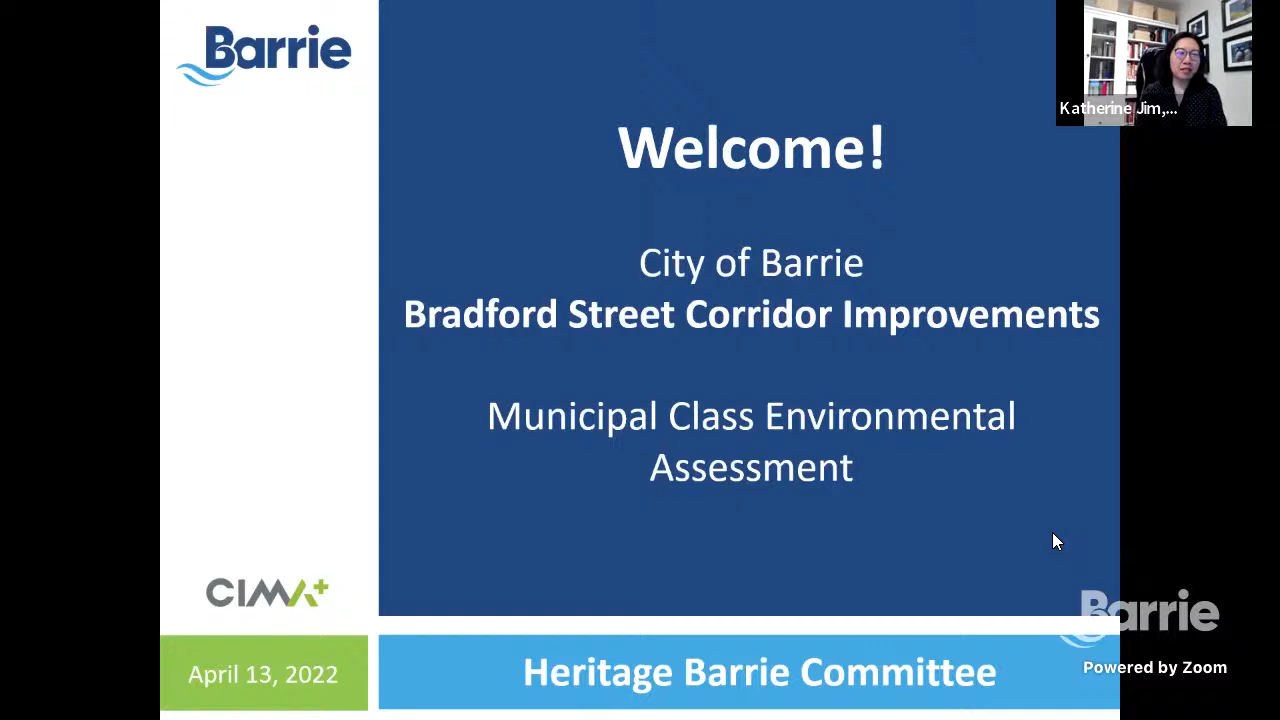 Barrie
Katherine Jim,...
Welcome!
City of Barrie
Bradford Street Corridor Improvements
Municipal Class Environmental
Assessment
CIMA+
Barrie
Powered by Zoom
April 13, 2022
Heritage Barrie Committee